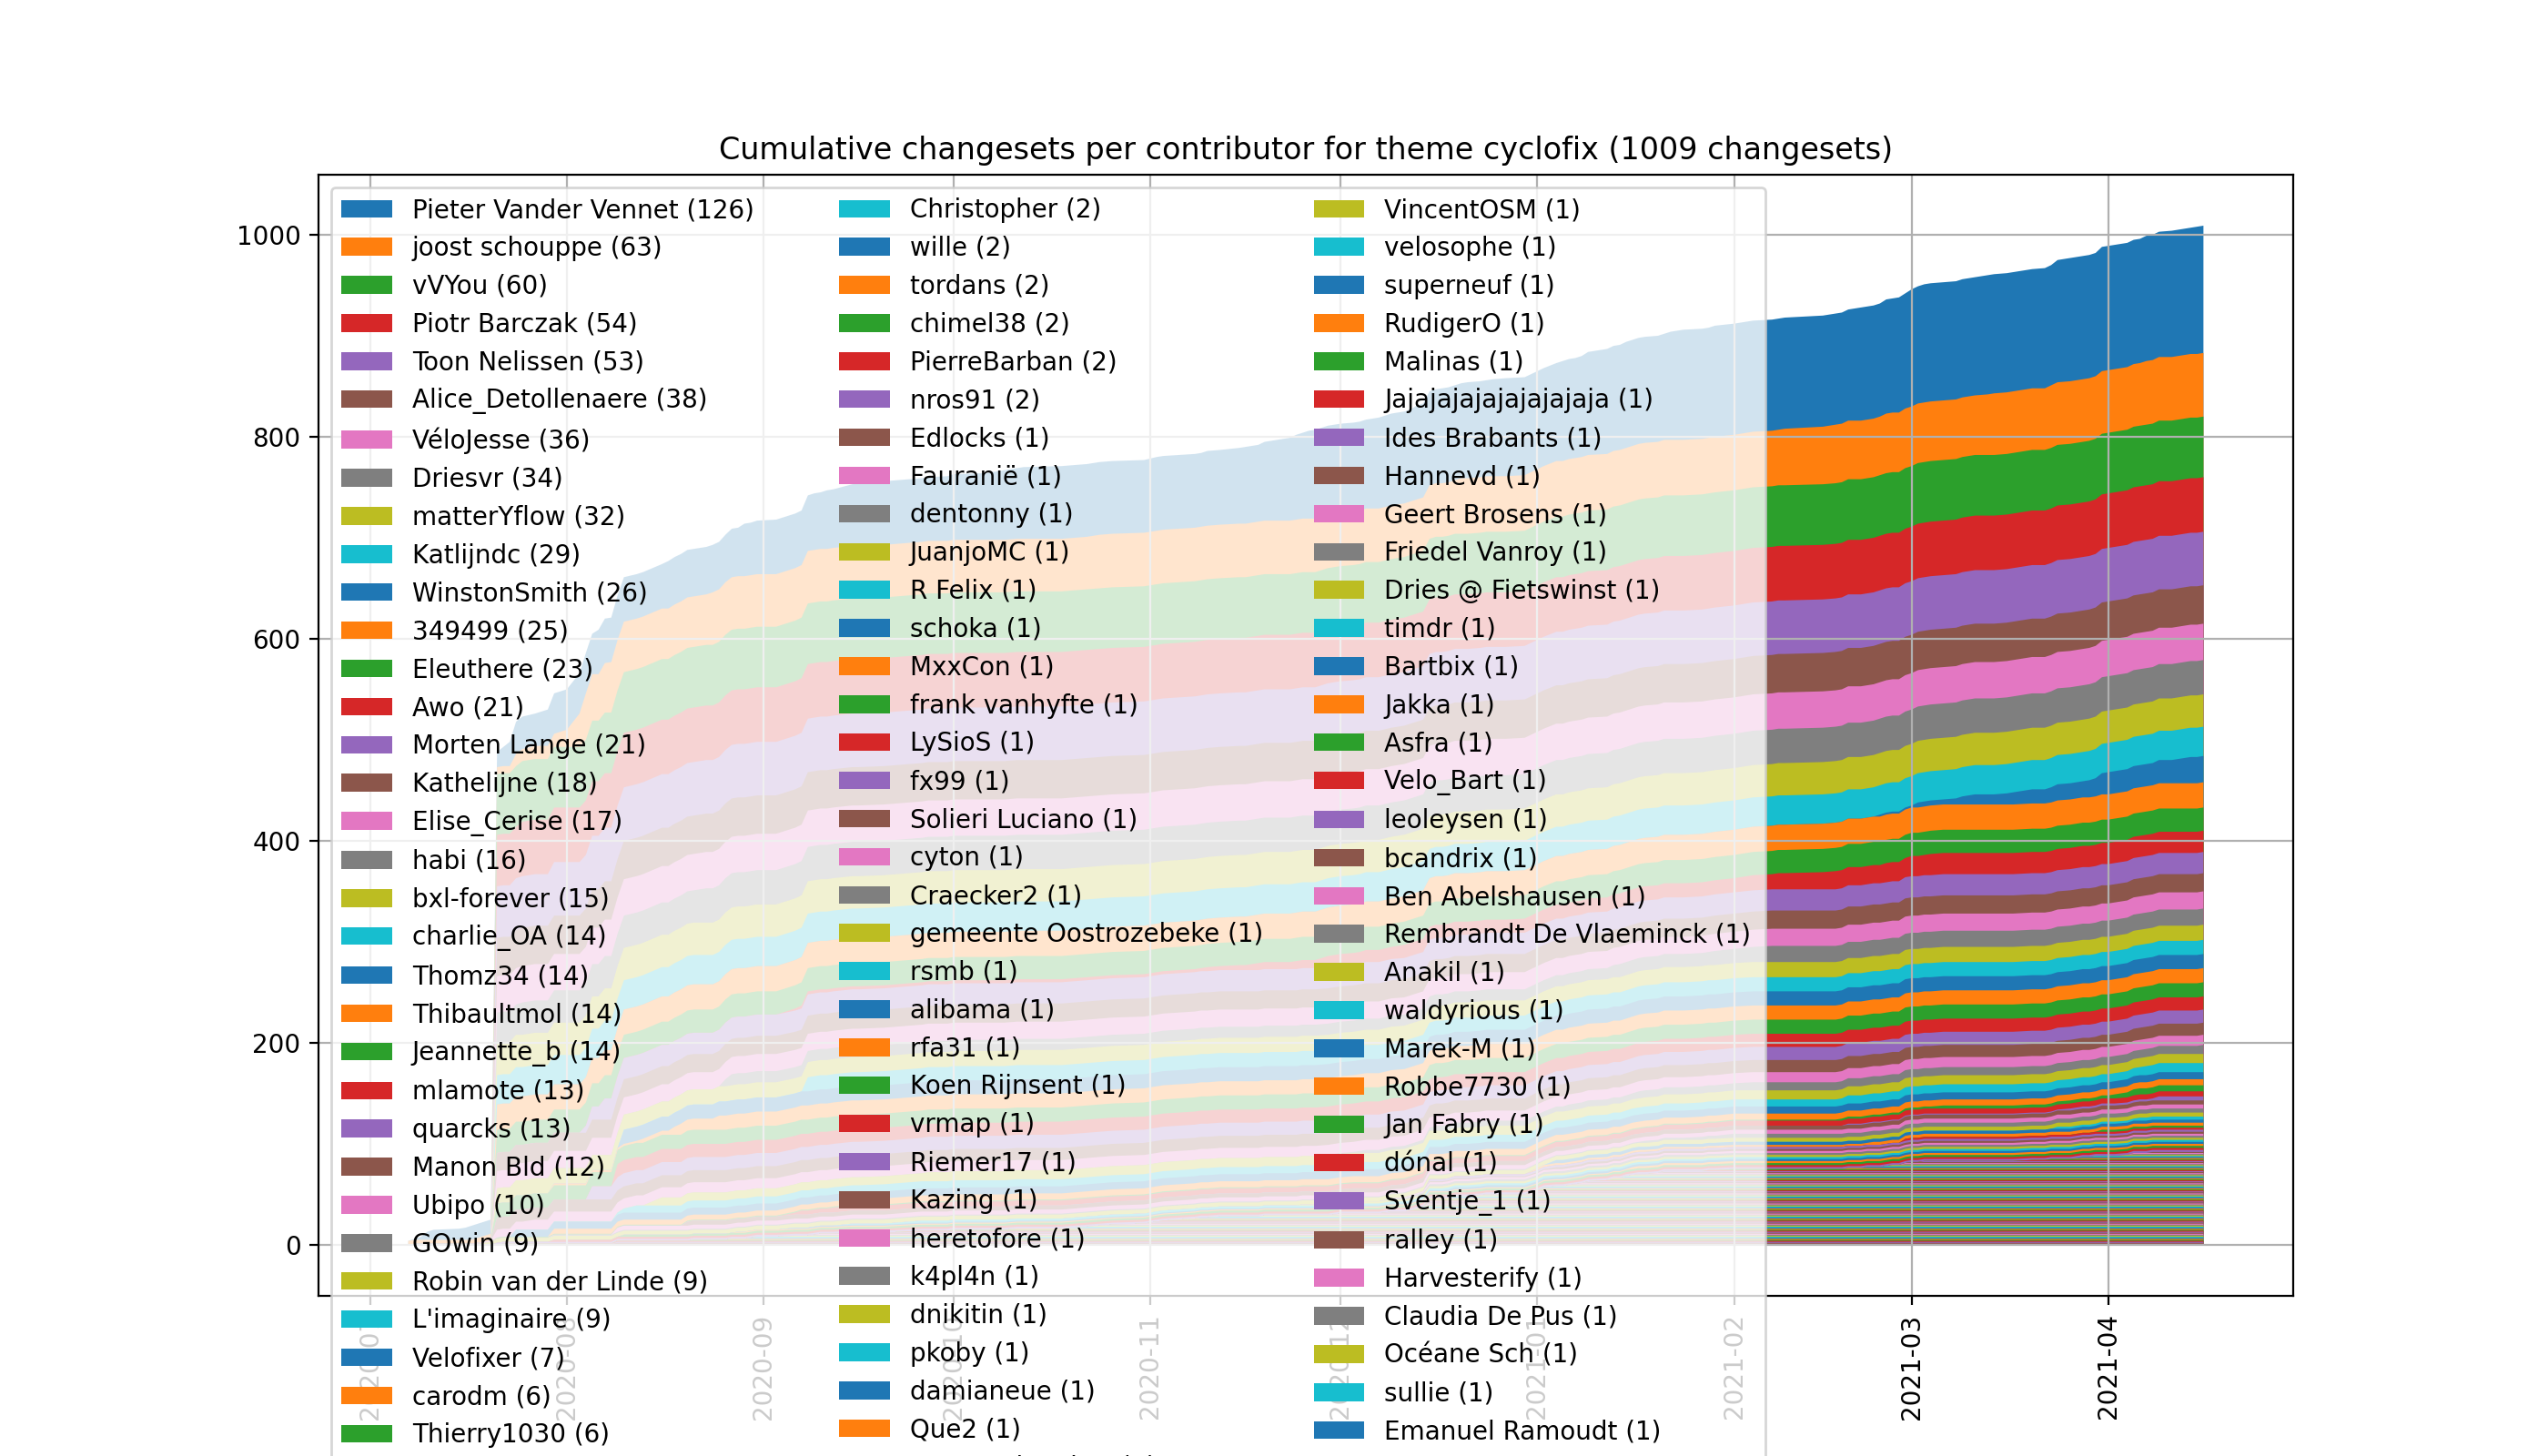 Cumulative changesets per contributor for theme cyclofix (1009 changesets)
1000
800
600
400
200
0
Pieter Vander Vennet (126)
joost schouppe (63)
vVYou (60)
Piotr Barczak (54)
Toon Nelissen (53)
Alice_Detollenaere (38)
VéloJesse (36)
Driesvr (34)
matterYflow (32)
Katlijndc (29)
WinstonSmith (26)
349499 (25)
Eleuthere (23)
Awo (21)
Morten Lange (21)
Kathelijne (18)
Elise_Cerise (17)
habi (16)
bxl-forever (15)
charlie_OA (14)
Thomz34 (14)
Thibaultmol (14)
Jeannette_b (14)
mlamote (13)
quarcks (13)
Manon Bld (12)
Ubipo (10)
GOwin (9)
Robin van der Linde (9)
L'imaginaire (9)
Velofixer (7)
carodm (6)
Thierry1030 (6)
Christopher (2)
wille (2)
tordans (2)
chimel38 (2)
PierreBarban (2)
nros91 (2)
Edlocks (1)
Fauranië (1)
dentonny (1)
JuanjoMC (1)
R Felix (1)
schoka (1)
MxxCon (1)
frank vanhyfte (1)
LySioS (1)
fx99 (1)
Solieri Luciano (1)
cyton (1)
Craecker2 (1)
gemeente Oostrozebeke (1)
rsmb (1)
alibama (1)
rfa31 (1)
Koen Rijnsent (1)
vrmap (1)
Riemer17 (1)
Kazing (1)
heretofore (1)
k4pl4n (1)
dnikitin (1)
pkoby (1)
damianeue (1)
Que2 (1)
VincentOSM (1)
velosophe (1)
superneuf (1)
RudigerO (1)
Malinas (1)
Jajajajajajajajaja (1)
Ides Brabants (1)
Hannevd (1)
Geert Brosens (1)
Friedel Vanroy (1)
Dries @ Fietswinst (1)
timdr (1)
Bartbix (1)
Jakka (1)
Asfra (1)
Velo_Bart (1)
leoleysen (1)
bcandrix (1)
Ben Abelshausen (1)
Rembrandt De Vlaeminck (1)
Anakil (1)
waldyrious (1)
Marek-M (1)
Robbe7730 (1)
Jan Fabry (1)
dónal (1)
Sventje_1 (1)
ralley (1)
Harvesterify (1)
Claudia De Pus (1)
Océane Sch (1)
sullie (1)
Emanuel Ramoudt (1)
2020-08
2020-09
2020-10
2020-11
2020-12
2021-01
2021-02
2021-03
2021-04